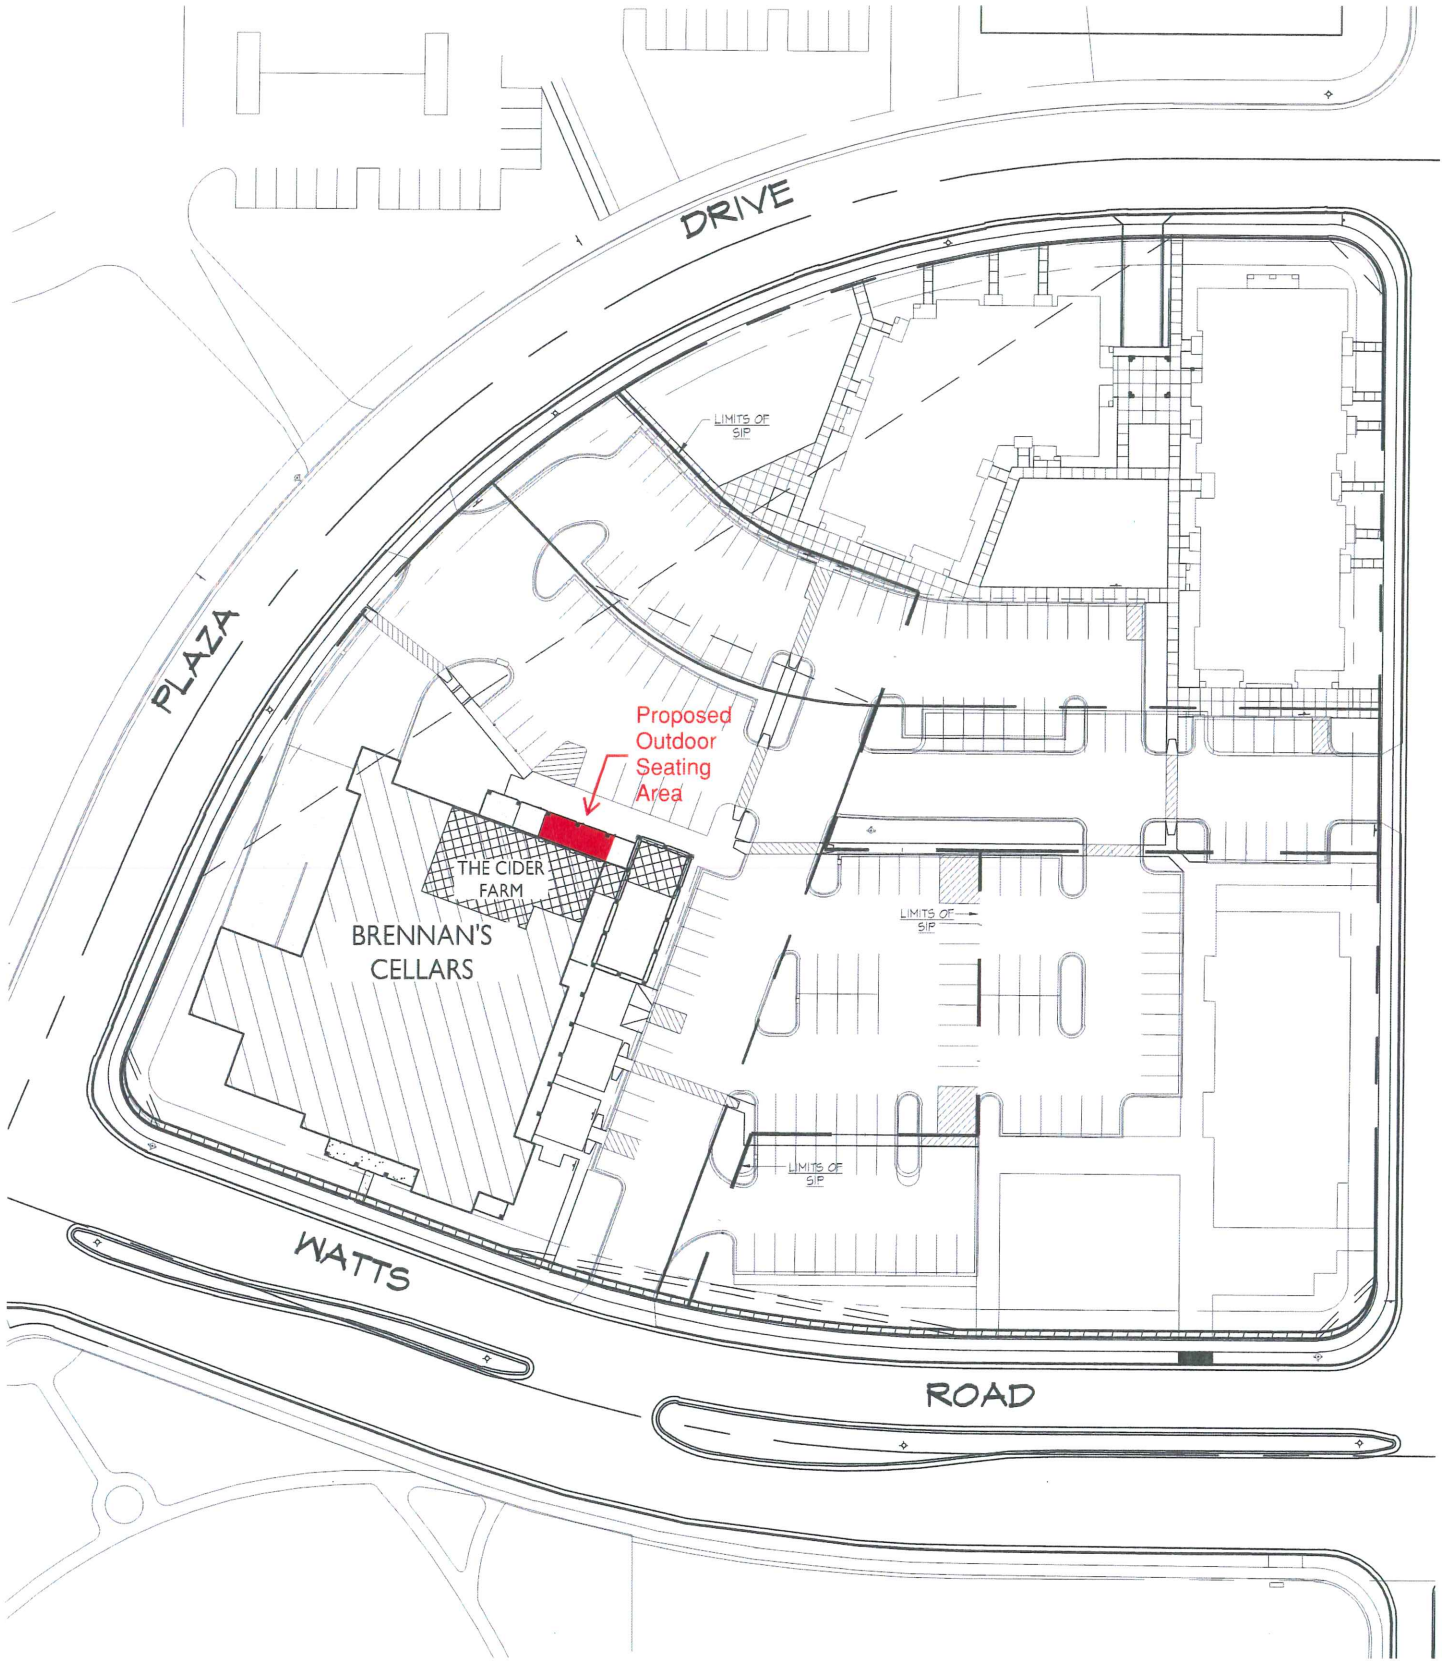 DRIVE
LIMITS OF
SIP
PLAZA
Proposed
Outdoor
Seating
Area
THE CIDER
FARM
LIMITS OF
SIP
BRENNAN'S
CELLARS
LIMITS OF
SIP
WATTS
ROAD